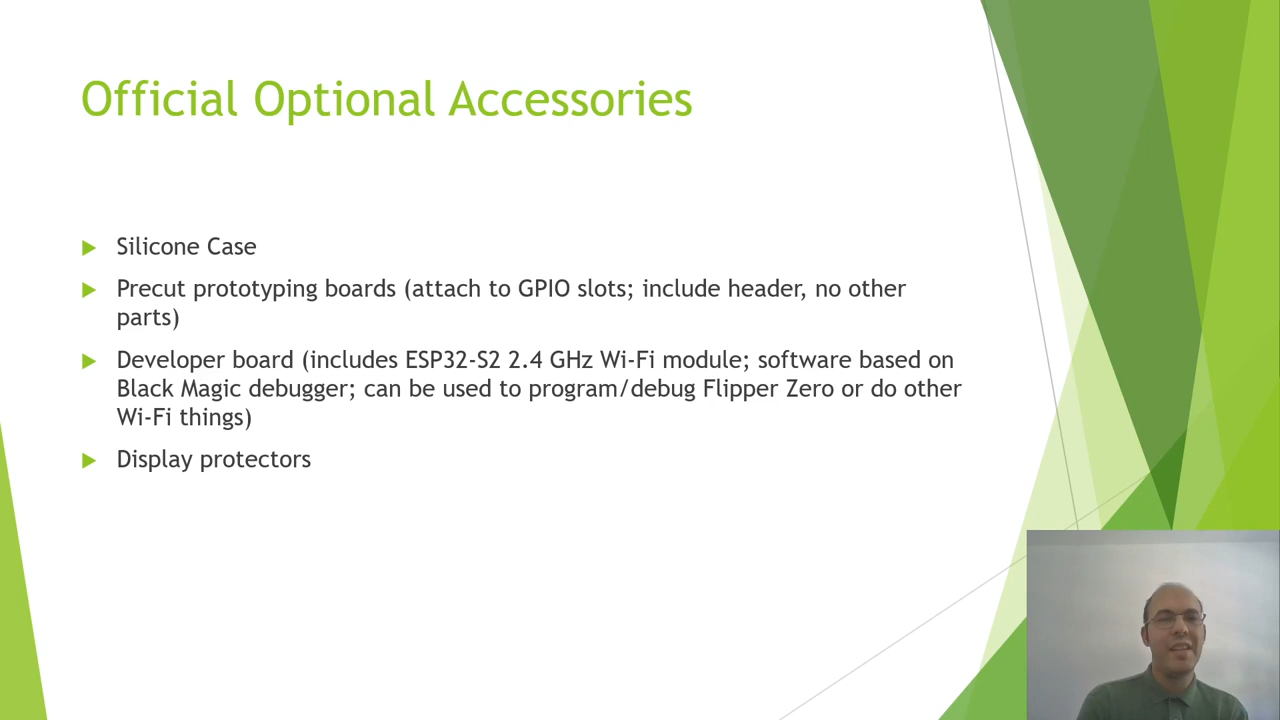 Official Optional Accessories
Silicone Case
Precut prototyping boards (attach to GPIO slots; include header, no other
parts)
Developer board (includes ESP32-S2 2.4 GHz Wi-Fi module; software based on
Black Magic debugger; can be used to program/debug Flipper Zero or do other
Wi-Fi things)
Display protectors